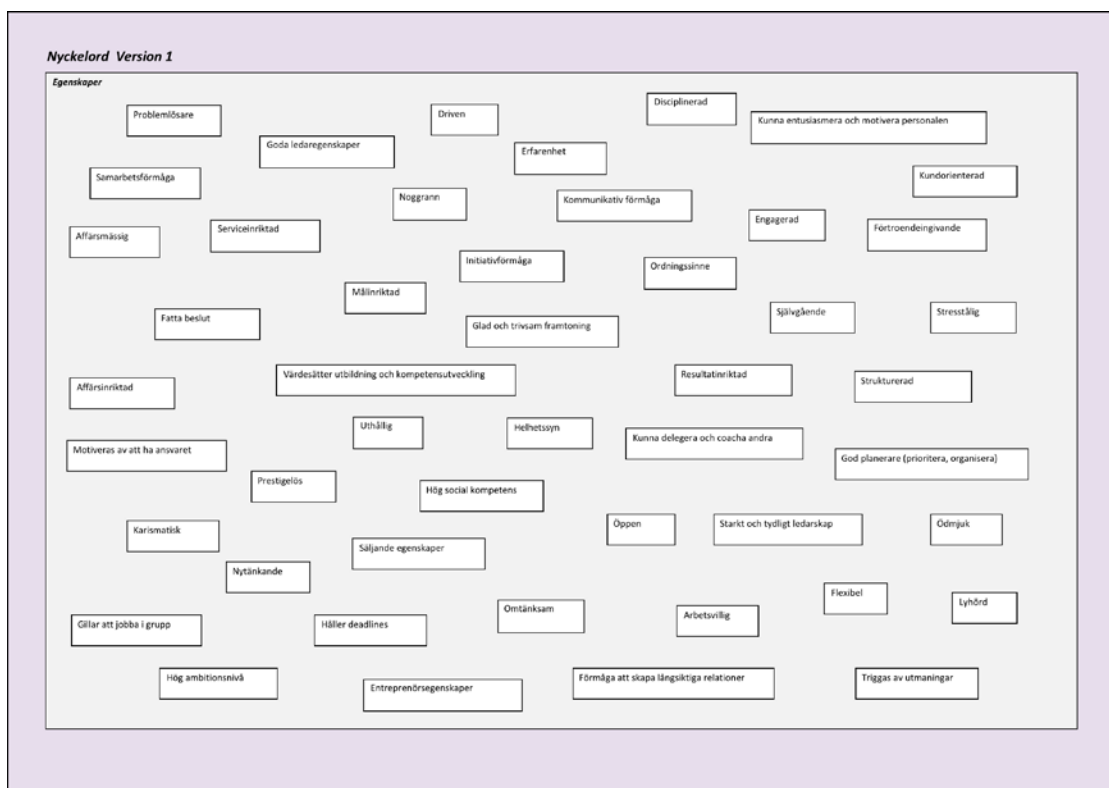 Nyckelord Version 1
Egenskaper
Problemlösare
Driven
Disciplinerad
Kunna entusiasmera och motivera personalen
Goda ledaregenskaper
Erfarenhet
Samarbetsförmåga
Kundorienterad
Noggrann
Kommunikativ förmåga
Affärsmässig
Serviceinriktad
Engagerad
Förtroendeingivande
Initiativförmåga
Ordningssinne
Målinriktad
Fatta beslut
Glad och trivsam framtoning
Självgående
Stresstålig
Värdesätter utbildning och kompetensutveckling
Resultatinriktad
Affärsinriktad
Strukturerad
Uthållig
Helhetssyn
Kunna delegera och coacha andra
Motiveras av att ha ansvaret
God planerare (prioritera, organisera)
Prestigelös
Hög social kompetens
Karismatisk
Öppen
Starkt och tydligt ledarskap
Ödmjuk
Säljande egenskaper
Nytänkande
Flexibel
Omtänksam
Arbetsvillig
Lyhörd
Gillar att jobba i grupp
Håller deadlines
Hög ambitionsnivå
Entreprenörsegenskaper
Förmåga att skapa långsiktiga relationer
Triggas av utmaningar